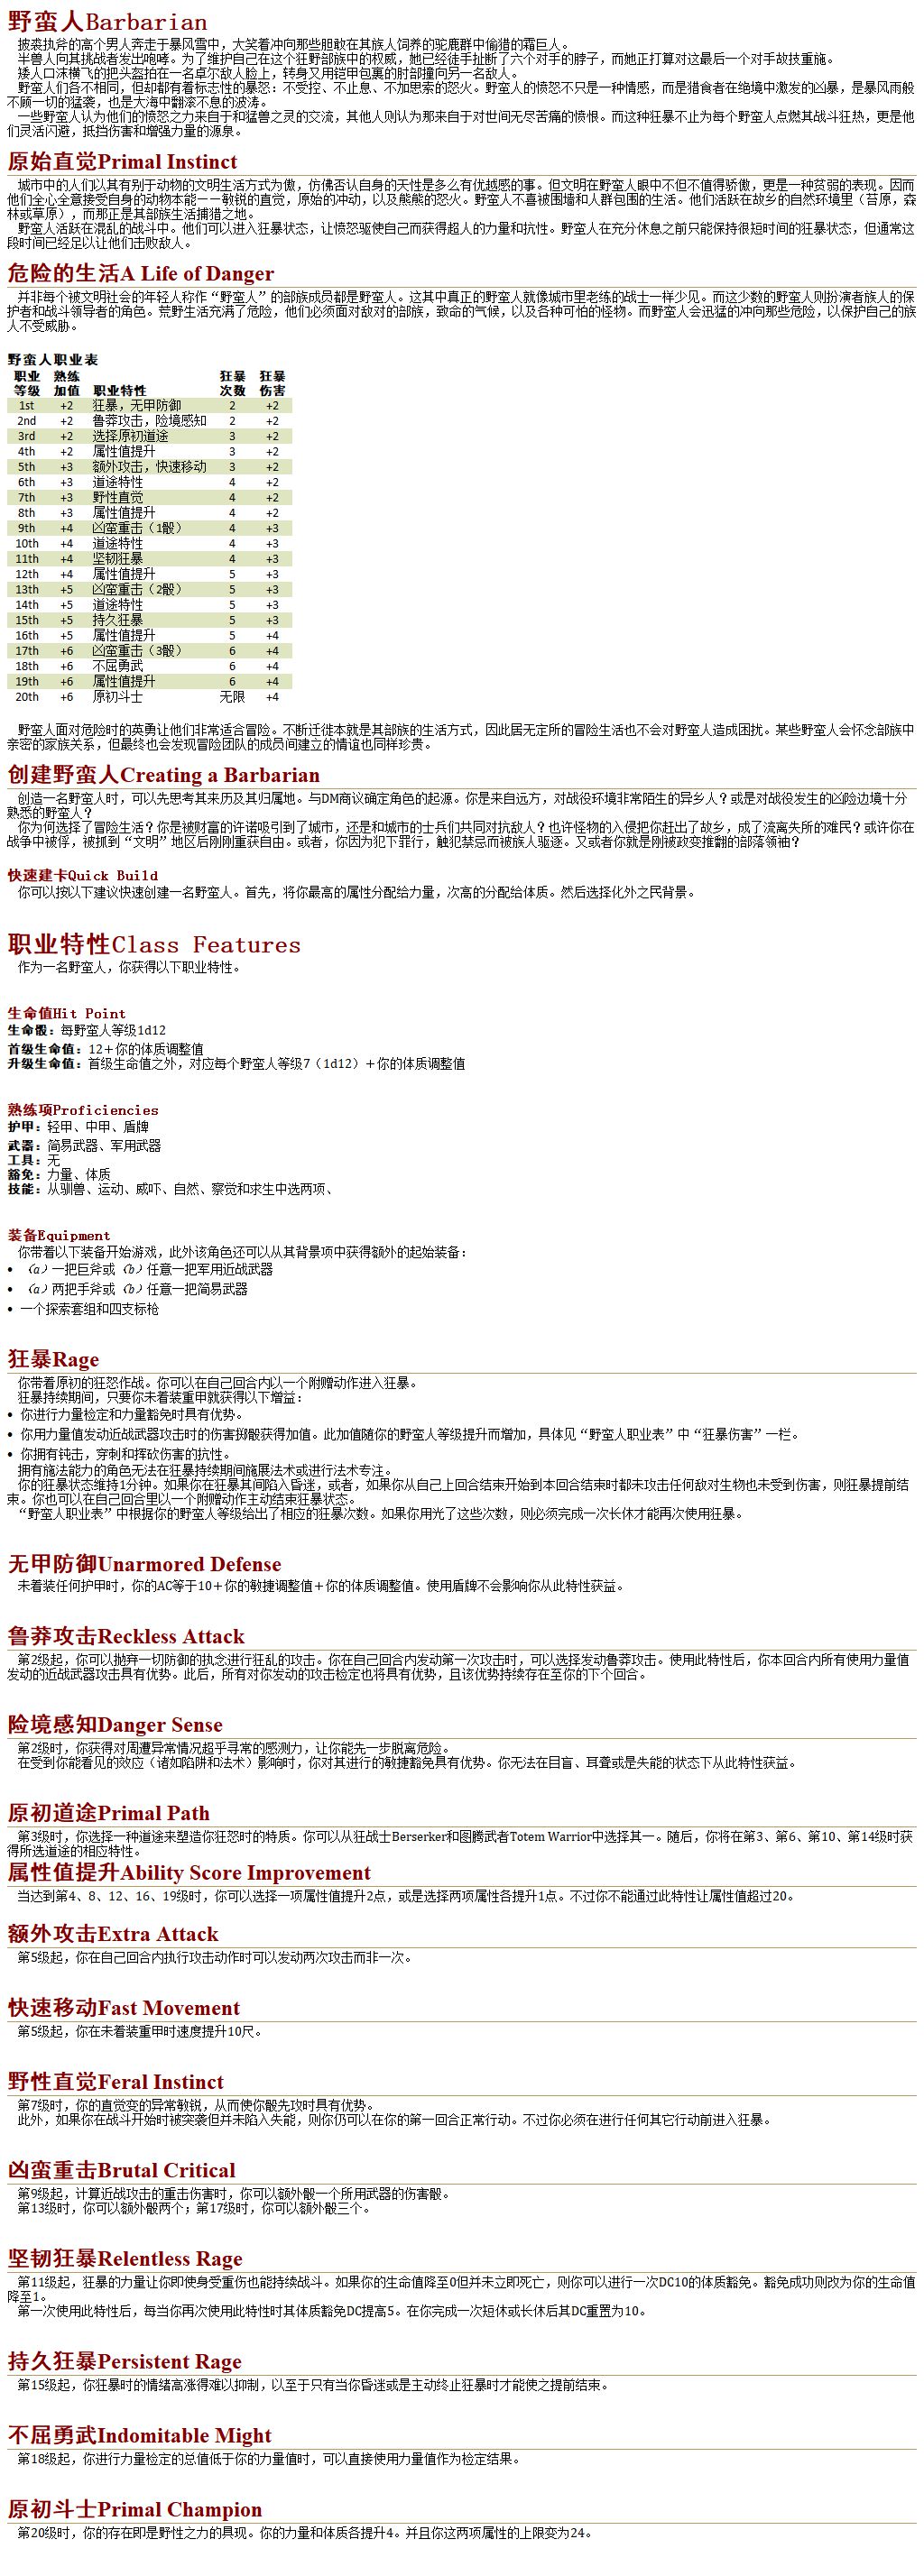 野蛮人Barbarian
披裘执斧的高个男人奔走于暴风雪中，大笑着冲向那些胆敢在其族人饲养的驼鹿群中偷猎的霜巨人。
半兽人向其挑战者发出咆哮。为了维护自己在这个狂野部族中的权威，她已经徒手扯断了六个对手的脖子，而她正打算对这最后一个对手故技重施。
矮人口沫横飞的把头盔拍在一名卓尔敌人脸上，转身又用铠甲包裹的肘部撞向另一名敌人。
野蛮人们各不相同，但却都有着标志性的暴怒：不受控、不止息、不加思索的怒火。野蛮人的愤怒不只是一种情感，而是猎食者在绝境中激发的凶暴，是暴风雨般
不顾一切的猛袭，也是大海中翻滚不息的波涛。
一些野蛮人认为他们的愤怒之力来自于和猛兽之灵的交流，其他人则认为那来自于对世间无尽苦痛的愤恨。而这种狂暴不止为每个野蛮人点燃其战斗狂热，更是他
们灵活闪避，抵挡伤害和增强力量的源泉。
原始直觉Primal Instinct
城市中的人们以其有别于动物的文明生活方式为傲，仿佛否认自身的天性是多么有优越感的事。但文明在野蛮人眼中不但不值得骄傲，更是一种贫弱的表现。因而
他们全心全意接受自身的动物本能——敏锐的直觉，原始的冲动，以及熊熊的怒火。野蛮人不喜被围墙和人群包围的生活。他们活跃在故乡的自然环境里（苔原，森
林或草原），而那正是其部族生活捕猎之地。
野蛮人活跃在混乱的战斗中。他们可以进入狂暴状态，让愤怒驱使自己而获得超人的力量和抗性。野蛮人在充分休息之前只能保持很短时间的狂暴状态，但通常这
段时间已经足以让他们击败敌人。
危险的生活A Life of Danger
并非每个被文明社会的年轻人称作“野蛮人”的部族成员都是野蛮人。这其中真正的野蛮人就像城市里老练的战士一样少见。而这少数的野蛮人则扮演者族人的保
护者和战斗领导者的角色。荒野生活充满了危险，他们必须面对敌对的部族，致命的气候，以及各种可怕的怪物。而野蛮人会迅猛的冲向那些危险，以保护自己的族
人不受威胁。
野蛮人职业表
职业 熟练 狂暴 狂暴
等级 加值 职业特性 次数 伤害
1st +2 狂暴，无甲防御 2 +2
2nd +2 鲁莽攻击，险境感知 2 +2
3rd +2 选择原初道途 3 +2
4th +2 属性值提升 3 +2
5th +3 额外攻击，快速移动 3 +2
6th +3 道途特性 4 +2
7th +3 野性直觉 4 +2
8th +3 属性值提升 4 +2
9th +4 凶蛮重击（1骰） 4 +3
10th +4 道途特性 4 +3
11th +4 坚韧狂暴 4 +3
12th +4 属性值提升 5 +3
13th +5 凶蛮重击（2骰） 5 +3
14th +5 道途特性 5 +3
15th +5 持久狂暴 5 +3
16th +5 属性值提升 5 +4
17th +6 凶蛮重击（3骰） 6 +4
18th +6 不屈勇武 6 +4
19th +6 属性值提升 6 +4
20th +6 原初斗士 无限 +4
野蛮人面对危险时的英勇让他们非常适合冒险。不断迁徙本就是其部族的生活方式，因此居无定所的冒险生活也不会对野蛮人造成困扰。某些野蛮人会怀念部族中
亲密的家族关系，但最终也会发现冒险团队的成员间建立的情谊也同样珍贵。
创建野蛮人Creating a Barbarian
创造一名野蛮人时，可以先思考其来历及其归属地。与DM商议确定角色的起源。你是来自远方，对战役环境非常陌生的异乡人？或是对战役发生的凶险边境十分
熟悉的野蛮人？
你为何选择了冒险生活？你是被财富的许诺吸引到了城市，还是和城市的士兵们共同对抗敌人？也许怪物的入侵把你赶出了故乡，成了流离失所的难民？或许你在
战争中被俘，被抓到“文明”地区后刚刚重获自由。或者，你因为犯下罪行，触犯禁忌而被族人驱逐。又或者你就是刚被政变推翻的部落领袖？
快速建卡Quick Build
你可以按以下建议快速创建一名野蛮人。首先，将你最高的属性分配给力量，次高的分配给体质。然后选择化外之民背景。
职业特性Class Features
作为一名野蛮人，你获得以下职业特性。
生命值Hit Point
生命骰：每野蛮人等级1d12
首级生命值：12＋你的体质调整值
升级生命值：首级生命值之外，对应每个野蛮人等级7（1d12）＋你的体质调整值
熟练项Proficiencies
护甲：轻甲、中甲、盾牌
武器：简易武器、军用武器
工具：无
豁免：力量、体质
技能：从驯兽、运动、威吓、自然、察觉和求生中选两项、
装备Equipment
你带着以下装备开始游戏，此外该角色还可以从其背景项中获得额外的起始装备：
• （a）一把巨斧或（b）任意一把军用近战武器
• （a）两把手斧或（b）任意一把简易武器
• 一个探索套组和四支标枪
狂暴Rage
你带着原初的狂怒作战。你可以在自己回合内以一个附赠动作进入狂暴。
狂暴持续期间，只要你未着装重甲就获得以下增益：
• 你进行力量检定和力量豁免时具有优势。
• 你用力量值发动近战武器攻击时的伤害掷骰获得加值。此加值随你的野蛮人等级提升而增加，具体见“野蛮人职业表”中“狂暴伤害”一栏。
• 你拥有钝击，穿刺和挥砍伤害的抗性。
拥有施法能力的角色无法在狂暴持续期间施展法术或进行法术专注。
你的狂暴状态维持1分钟。如果你在狂暴其间陷入昏迷，或者，如果你从自己上回合结束开始到本回合结束时都未攻击任何敌对生物也未受到伤害，则狂暴提前结
束。你也可以在自己回合里以一个附赠动作主动结束狂暴状态。
“野蛮人职业表”中根据你的野蛮人等级给出了相应的狂暴次数。如果你用光了这些次数，则必须完成一次长休才能再次使用狂暴。
无甲防御Unarmored Defense
未着装任何护甲时，你的AC等于10＋你的敏捷调整值＋你的体质调整值。使用盾牌不会影响你从此特性获益。
鲁莽攻击Reckless Attack
第2级起，你可以抛弃一切防御的执念进行狂乱的攻击。你在自己回合内发动第一次攻击时，可以选择发动鲁莽攻击。使用此特性后，你本回合内所有使用力量值
发动的近战武器攻击具有优势。此后，所有对你发动的攻击检定也将具有优势，且该优势持续存在至你的下个回合。
险境感知Danger Sense
第2级时，你获得对周遭异常情况超乎寻常的感测力，让你能先一步脱离危险。
在受到你能看见的效应（诸如陷阱和法术）影响时，你对其进行的敏捷豁免具有优势。你无法在目盲、耳聋或是失能的状态下从此特性获益。
原初道途Primal Path
第3级时，你选择一种道途来塑造你狂怒时的特质。你可以从狂战士Berserker和图腾武者Totem Warrior中选择其一。随后，你将在第3、第6、第10、第14级时获
得所选道途的相应特性。
属性值提升Ability Score Improvement
当达到第4、8、12、16、19级时，你可以选择一项属性值提升2点，或是选择两项属性各提升1点。不过你不能通过此特性让属性值超过20。
额外攻击Extra Attack
第5级起，你在自己回合内执行攻击动作时可以发动两次攻击而非一次。
快速移动Fast Movement
第5级起，你在未着装重甲时速度提升10尺。
野性直觉Feral Instinct
第7级时，你的直觉变的异常敏锐，从而使你骰先攻时具有优势。
此外，如果你在战斗开始时被突袭但并未陷入失能，则你仍可以在你的第一回合正常行动。不过你必须在进行任何其它行动前进入狂暴。
凶蛮重击Brutal Critical
第9级起，计算近战攻击的重击伤害时，你可以额外骰一个所用武器的伤害骰。
第13级时，你可以额外骰两个；第17级时，你可以额外骰三个。
坚韧狂暴Relentless Rage
第11级起，狂暴的力量让你即使身受重伤也能持续战斗。如果你的生命值降至0但并未立即死亡，则你可以进行一次DC10的体质豁免。豁免成功则改为你的生命值
降至1。
第一次使用此特性后，每当你再次使用此特性时其体质豁免DC提高5。在你完成一次短休或长休后其DC重置为10。
持久狂暴Persistent Rage
第15级起，你狂暴时的情绪高涨得难以抑制，以至于只有当你昏迷或是主动终止狂暴时才能使之提前结束。
不屈勇武Indomitable Might
第18级起，你进行力量检定的总值低于你的力量值时，可以直接使用力量值作为检定结果。
原初斗士Primal Champion
第20级时，你的存在即是野性之力的具现。你的力量和体质各提升4。并且你这两项属性的上限变为24。